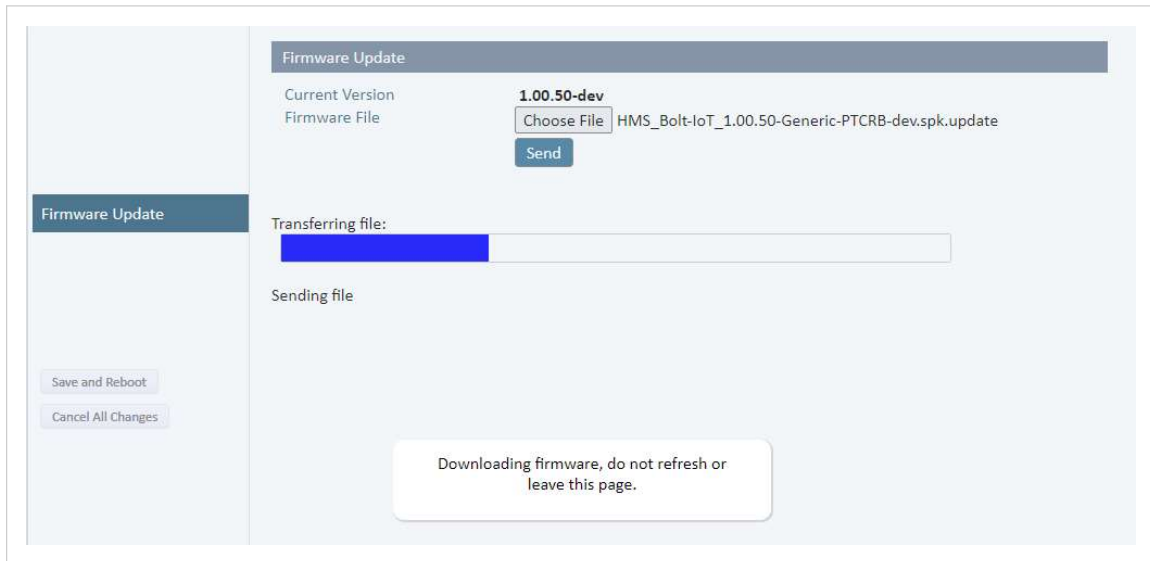 Firmware Update
Current Version
1.00.50-dev
Firmware File
Choose File HMS_Bolt-IoT_1.00.50-Generic-PTCRB-dev.spk.update
Send
Firmware Update
Transferring file:
Sending file
Save and Reboot
Cancel All Changes
Downloading firmware, do not refresh or
leave this page.